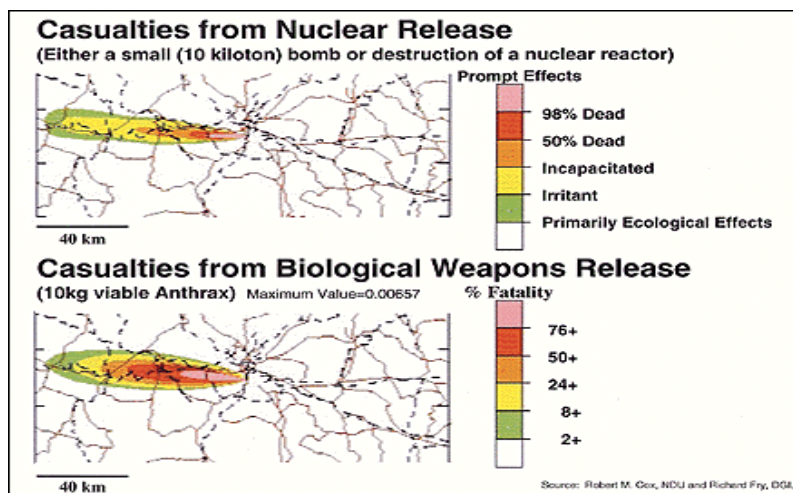 Casualties from Nuclear Release
(Either a small (10 kiloton) bomb or destruction of a nuclear reactor)
Prompt Effects
98% Dead
50% Dead
Incapacitated
Irritant
Primarily Ecological Effects
40 km
Casualties from Biological Weapons Release
(10kg viable Anthrax) Maximum Value=0.00657
% Fatality
76+
50+
24+
8+
2+
40 km
Source: Robert M. Cox, NDU and Richard Fry, DGI,